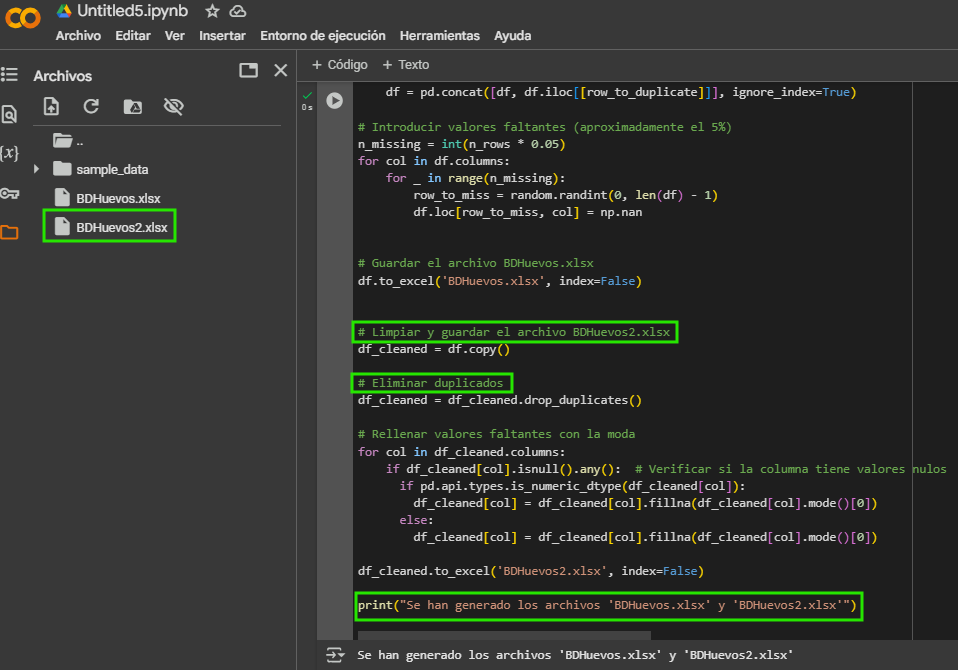 Untitled5.ipynb
Archivo Editar Ver Insertar Entorno de ejecución Herramientas Ayuda
Archivos
..
sample_data
BDHuevos.xlsx
BDHuevos2.xlsx
{x}
+ Código + Texto
0 s
df = pd.concat([df, df.iloc[[row_to_duplicate]]], ignore_index=True)
# Introducir valores faltantes (aproximadamente el 5%)
n_missing = int(n_rows * 0.05)
for col in df.columns:
for _ in range(n_missing):
row_to_miss = random.randint(0, len(df) - 1)
df.loc[row_to_miss, col] = np.nan
# Guardar el archivo BDHuevos.xlsx
df.to_excel('BDHuevos.xlsx', index=False)
# Limpiar y guardar el archivo BDHuevos2.xlsx
df_cleaned = df.copy()
# Eliminar duplicados
df_cleaned = df_cleaned.drop_duplicates()
# Rellenar valores faltantes con la moda
for col in df_cleaned.columns:
if df_cleaned[col].isnull().any():  # Verificar si la columna tiene valores nulos
if pd.api.types.is_numeric_dtype(df_cleaned[col]):
df_cleaned[col] = df_cleaned[col].fillna(df_cleaned[col].mode()[0])
else:
df_cleaned[col] = df_cleaned[col].fillna(df_cleaned[col].mode()[0])
df_cleaned.to_excel('BDHuevos2.xlsx', index=False)
print("Se han generado los archivos 'BDHuevos.xlsx' y 'BDHuevos2.xlsx'")
Se han generado los archivos 'BDHuevos.xlsx' y 'BDHuevos2.xlsx'